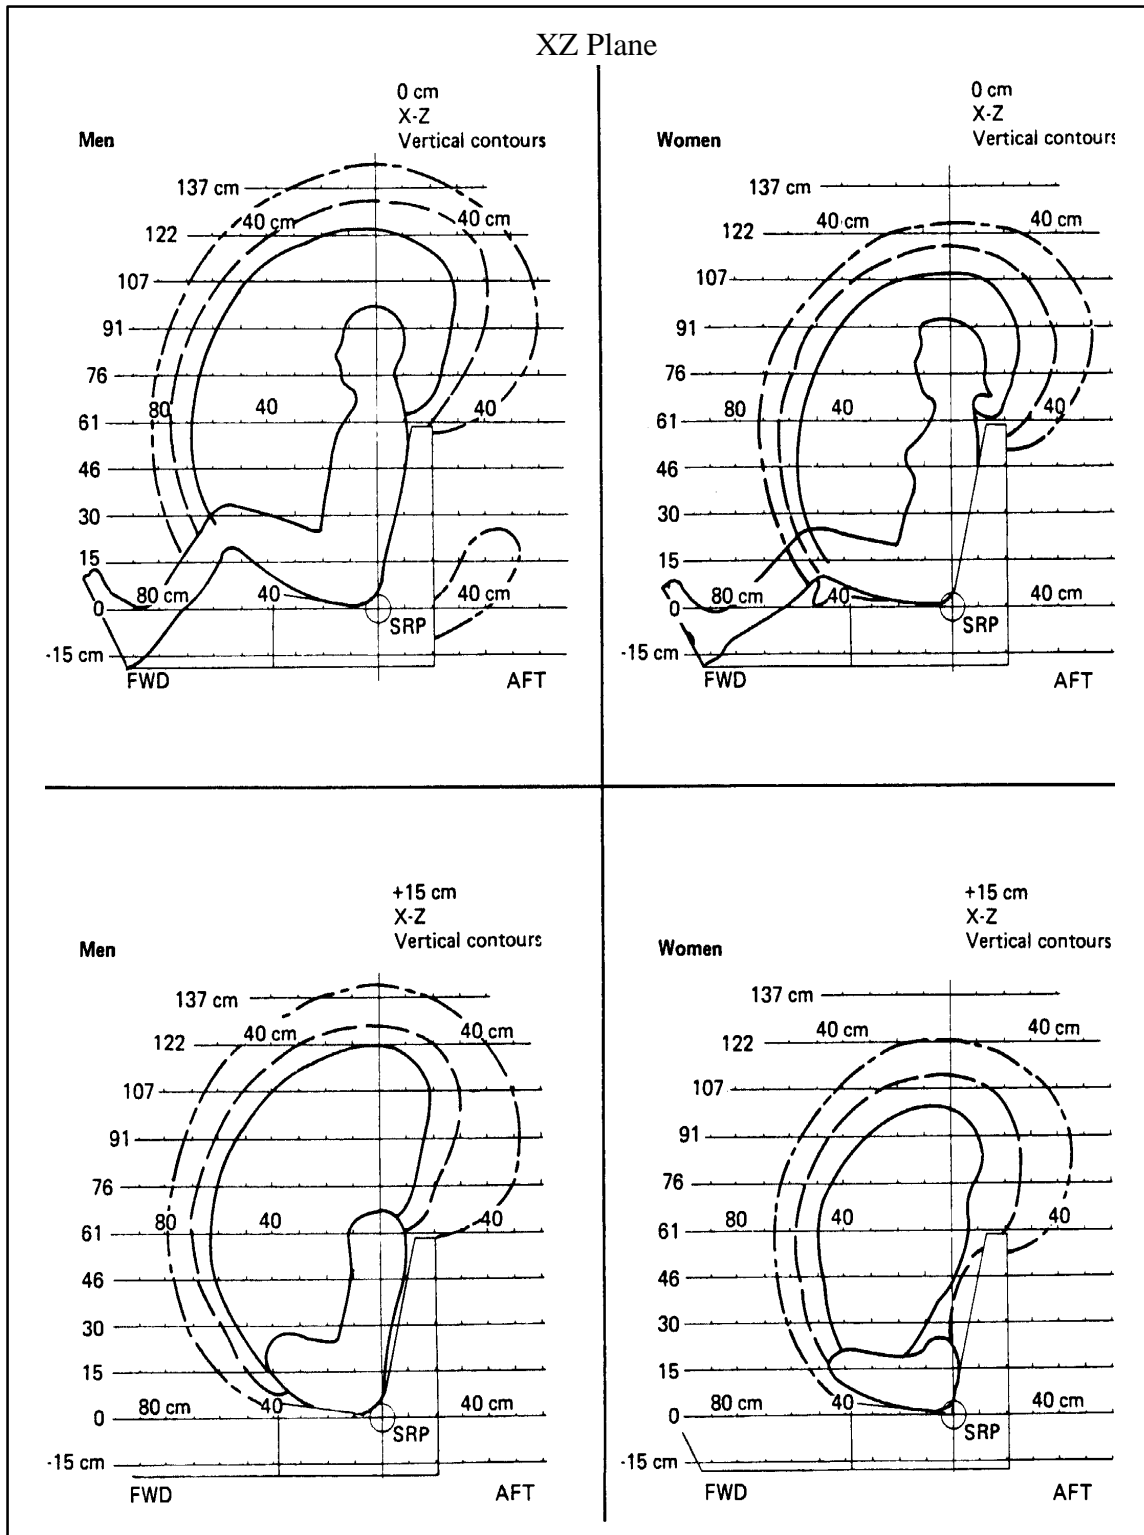 XZ Plane
0 cm
X-Z
Men Vertical contours
137 cm
40 cm 40 cm
122
107
91
76
80 40 40
61
46
30
15
80 cm 40 40 cm
0
SRP
-15 cm
FWD AFT
0 cm
X-Z
Women Vertical contours
137 cm
40 cm 40
122 cm
107
91
76
80 40 40
61
46
30
15
80 cm 40 40 cm
0
SRP
-15 cm
FWD AFT
+15 cm
X-Z
Men Vertical contours
137 cm
40 cm 40 cm
122
107
91
76
80 40 40
61
46
30
15
80 cm 40 40 cm
0
SRP
-15 cm
FWD AFT
+15 cm
X-Z
Women Vertical contours
137 cm
40 cm 40
122 cm
107
91
76
80 40 40
61
46
30
15
80 cm 40 40 cm
0
SRP
-15 cm
FWD AFT